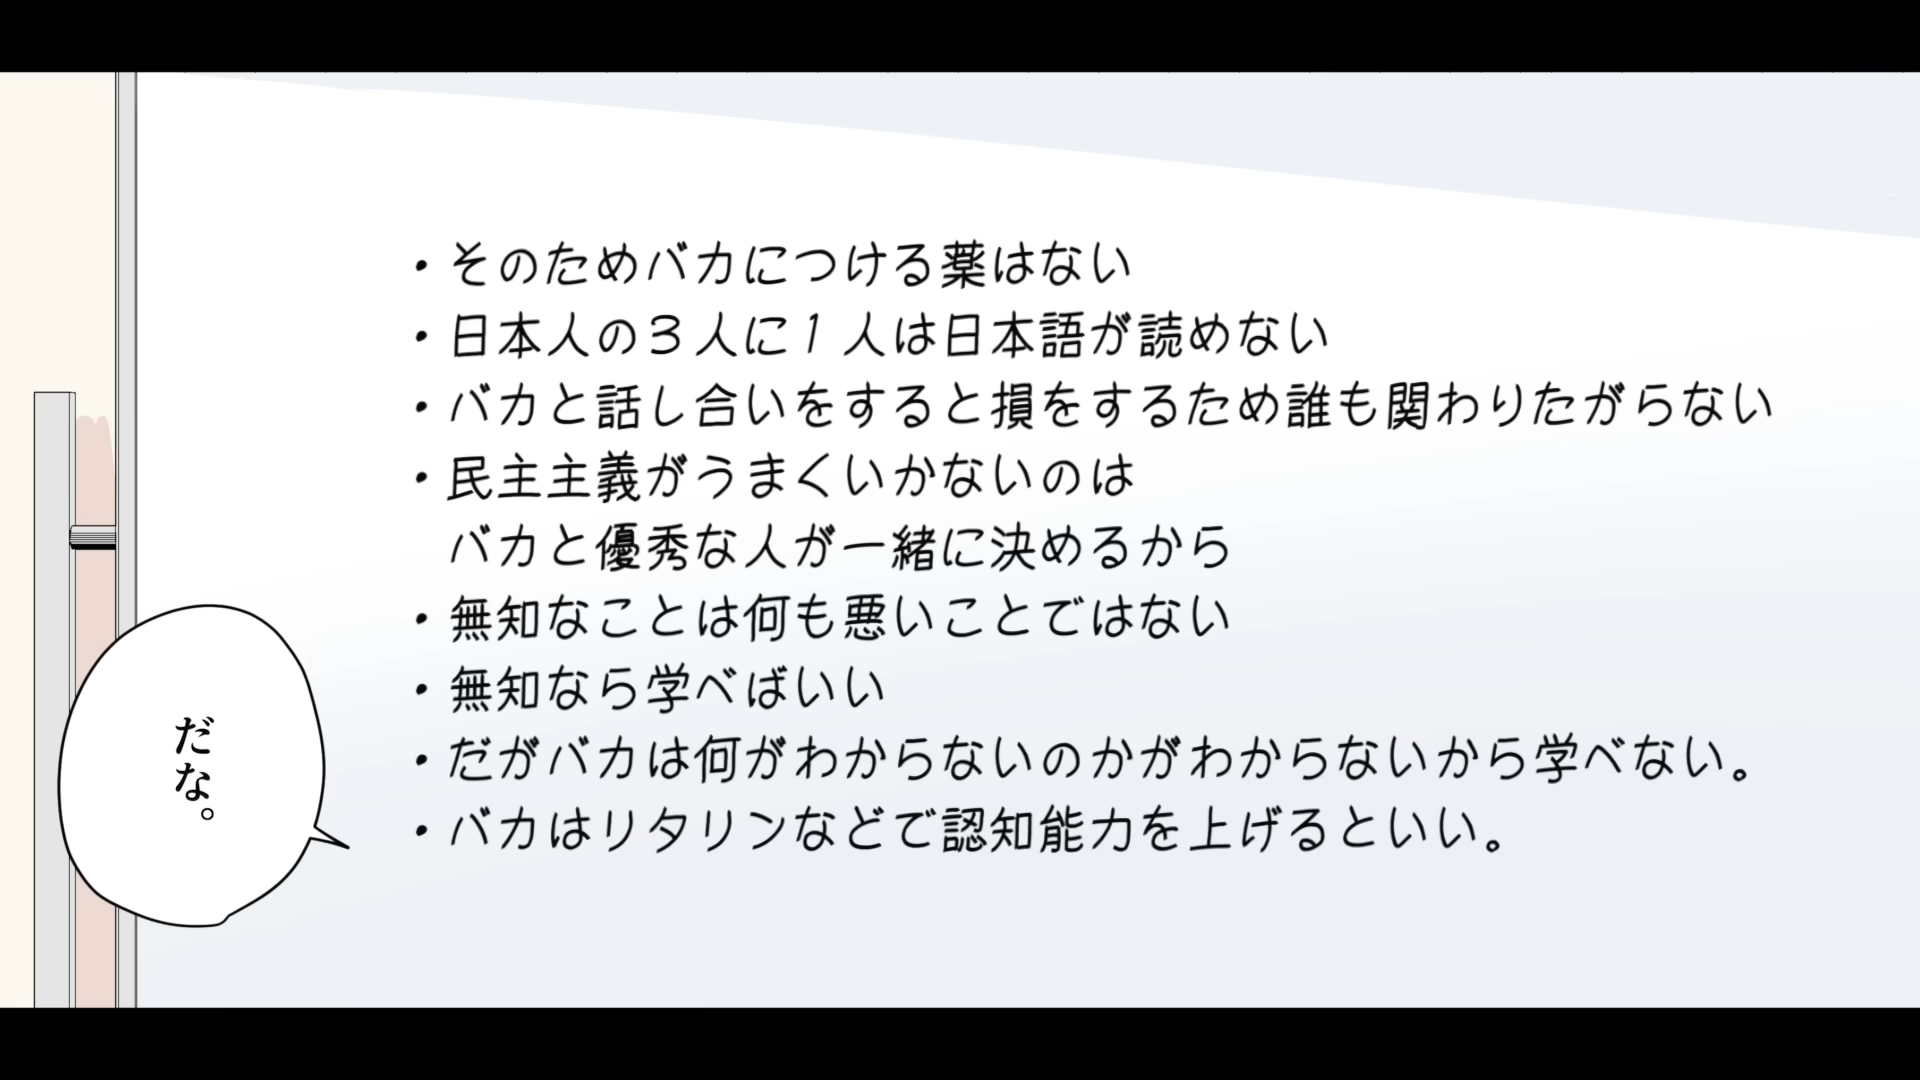 ・そのためバカにつける薬はない
・日本人の３人に１人は日本語が読めない
・バカと話し合いをすると損をするため誰も関わりたがらない
・民主主義がうまくいかないのは
バカと優秀な人が一緒に決めるから
・無知なことは何も悪いことではない
・無知なら学べばいい
・だがバカは何がわからないのかがわからないから学べない。
・バカはリタリンなどで認知能力を上げるといい。
だな。